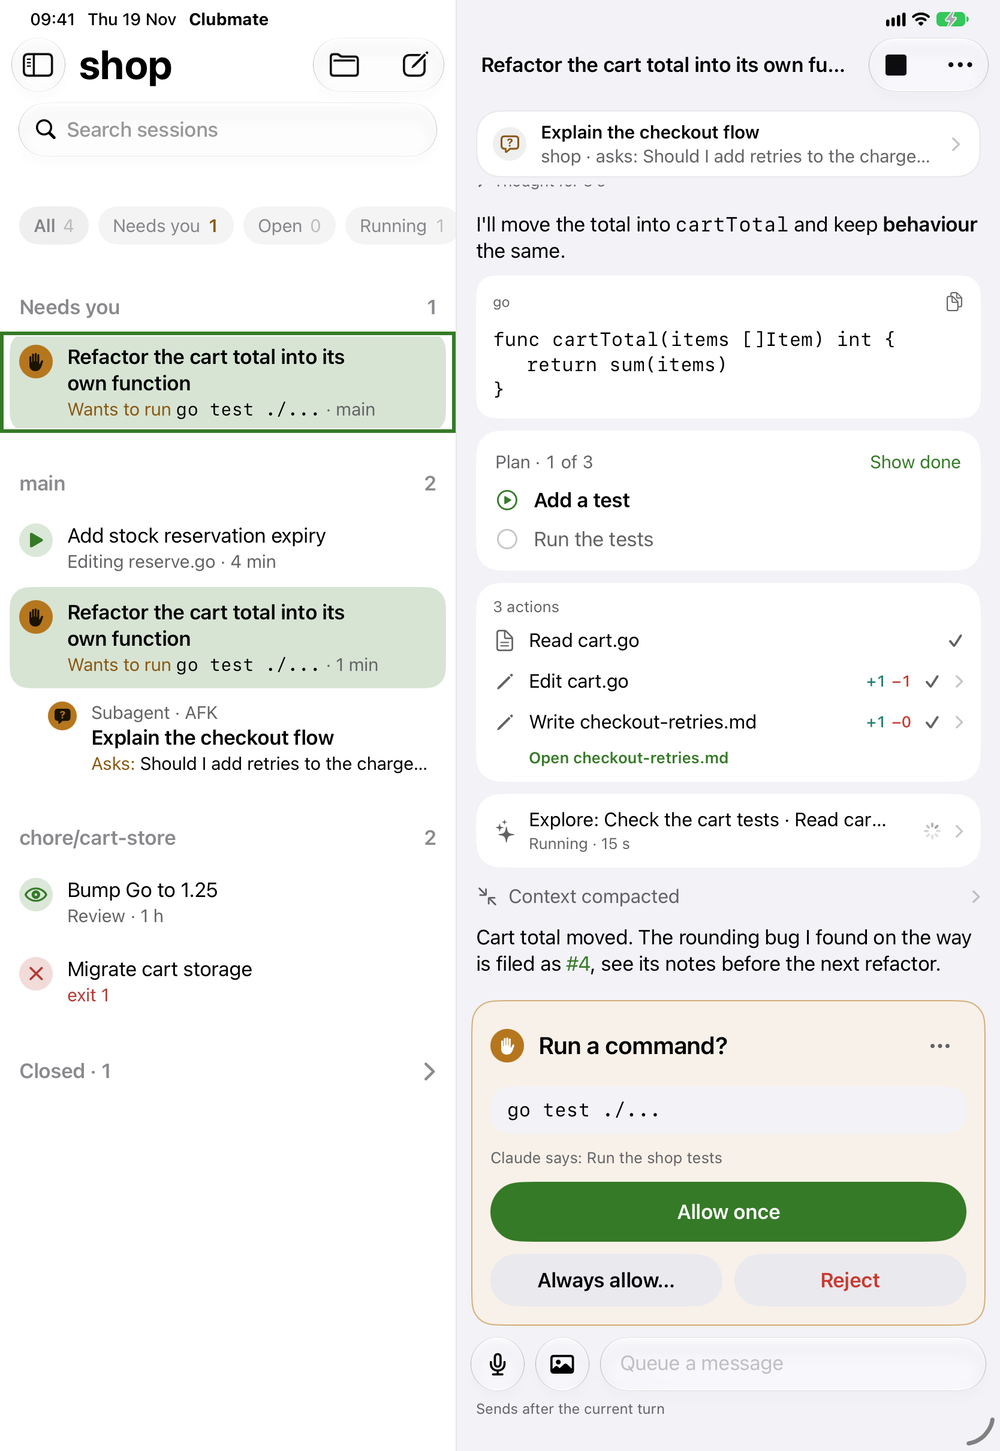 09:41 Thu 19 Nov Clubmate
shop
Search sessions
All 4 Needs you 1 Open 0 Running 1
Needs you 1
Refactor the cart total into its
own function
Wants to run go test ./... · main
main 2
Add stock reservation expiry
Editing reserve.go · 4 min
Refactor the cart total into its
own function
Wants to run go test ./... · 1 min
Subagent · AFK
Explain the checkout flow
Asks: Should I add retries to the charge...
chore/cart-store 2
Bump Go to 1.25
Review · 1 h
Migrate cart storage
exit 1
Closed · 1
Refactor the cart total into its own fu...
Explain the checkout flow
shop · asks: Should I add retries to the charge...
I'll move the total into cartTotal and keep behaviour
the same.
go
func cartTotal(items []Item) int {
return sum(items)
}
Plan · 1 of 3 Show done
Add a test
Run the tests
3 actions
Read cart.go
Edit cart.go +1 −1
Write checkout-retries.md +1 −0
Open checkout-retries.md
Explore: Check the cart tests · Read car...
Running · 15 s
Context compacted
Cart total moved. The rounding bug I found on the way
is filed as #4, see its notes before the next refactor.
Run a command?
go test ./...
Claude says: Run the shop tests
Allow once
Always allow... Reject
Queue a message
Sends after the current turn